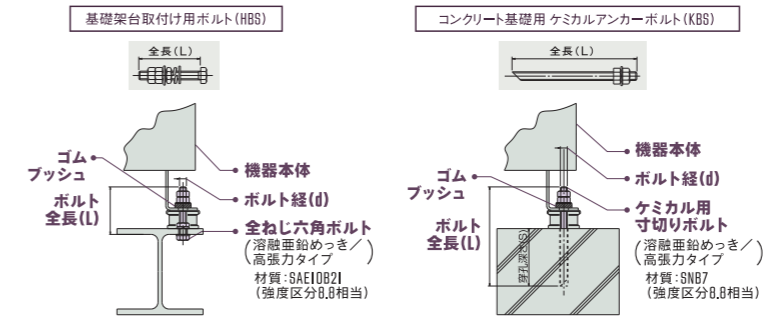 基礎架台取付け用ボルト(HBS)
全長(L)
ゴム
ブッシュ
ボルト
全長(L)
機器本体
ボルト経(d)
全ねじ六角ボルト
(溶融亜鉛めっき/
高張力タイプ)
材質:SAE10B21
(強度区分8.8相当)
コンクリート基礎用 ケミカルアンカーボルト(KBS)
全長(L)
ゴム
ブッシュ
ボルト
全長(L)
穿孔深さ(S)
機器本体
ボルト経(d)
ケミカル用
寸切りボルト
(溶融亜鉛めっき/
高張力タイプ)
材質:SNB7
(強度区分8.8相当)